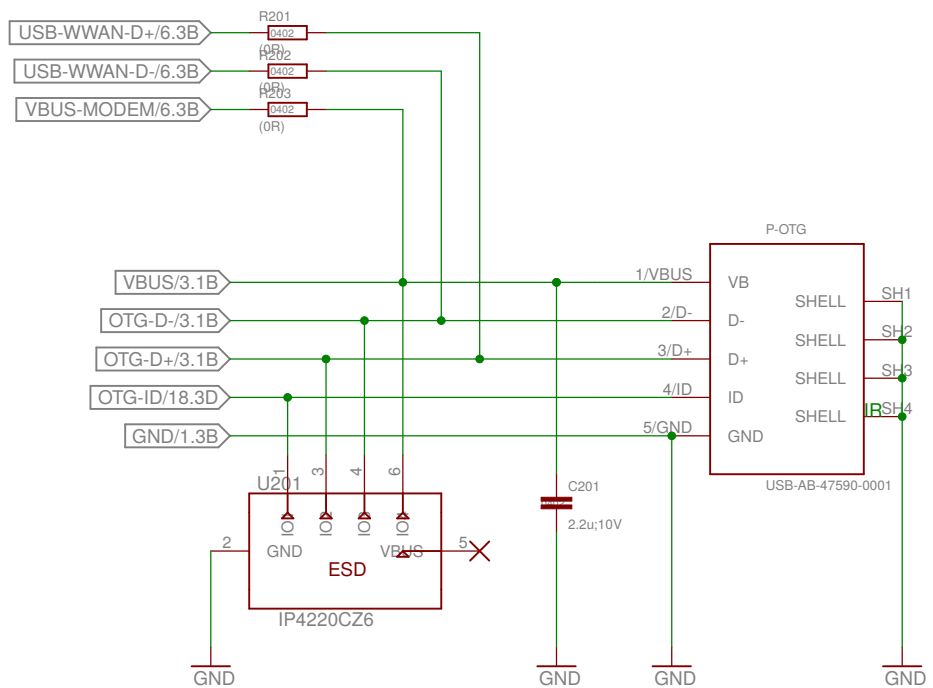 R201
USB-WWAN-D+/6.3B
0402
(0R)
R202
USB-WWAN-D-/6.3B
0402
(0R)
R203
VBUS-MODEM/6.3B
0402
(0R)
P-OTG
VBUS/3.1B
1/VBUS
VB
SHELL
SH1
OTG-D-/3.1B
2/D-
D-
SHELL
SH2
OTG-D+/3.1B
3/D+
D+
SHELL
SH3
OTG-ID/18.3D
4/ID
ID
SHELL
IR
SH4
GND/1.3B
5/GND
GND
USB-AB-47590-0001
U201
1
3
4
6
GND
VBUS
2
5
ESD
IP4220CZ6
C201
2.2u;10V
GND
GND
GND
GND